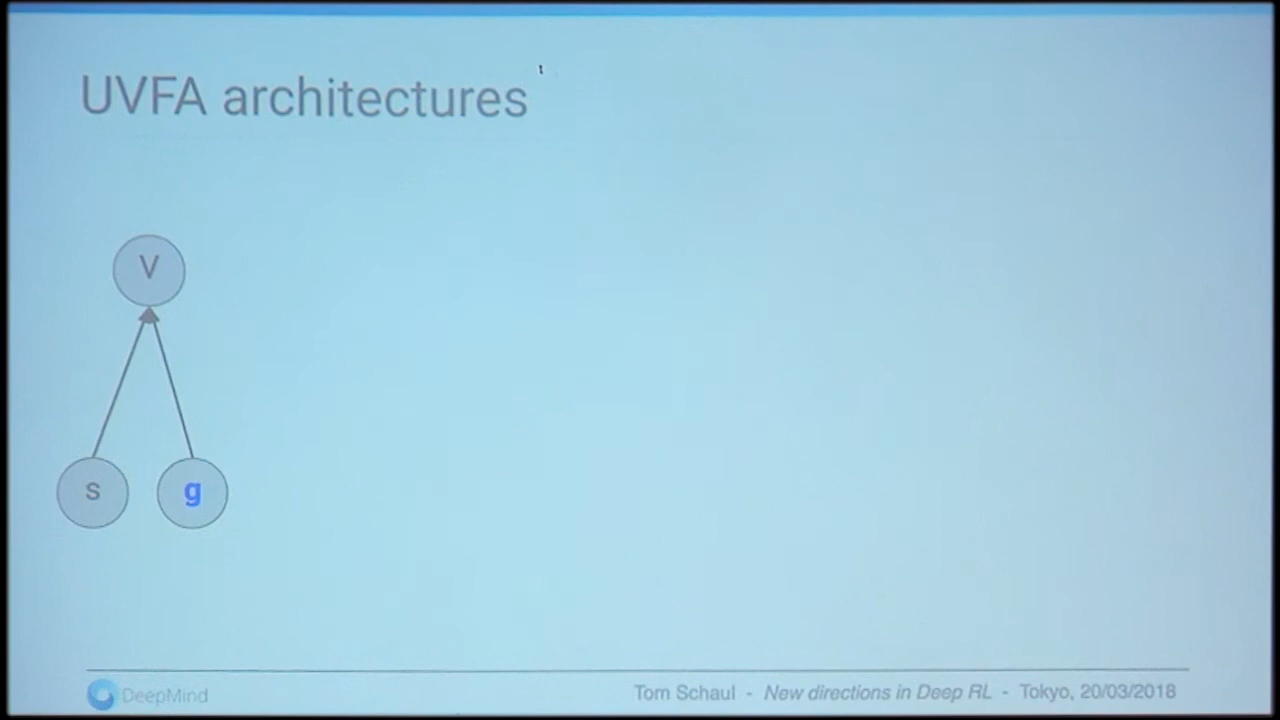 UVFA architectures
V
s
g
DeepMind
Tom Schaul - New directions in Deep RL - Tokyo, 20/03/2018